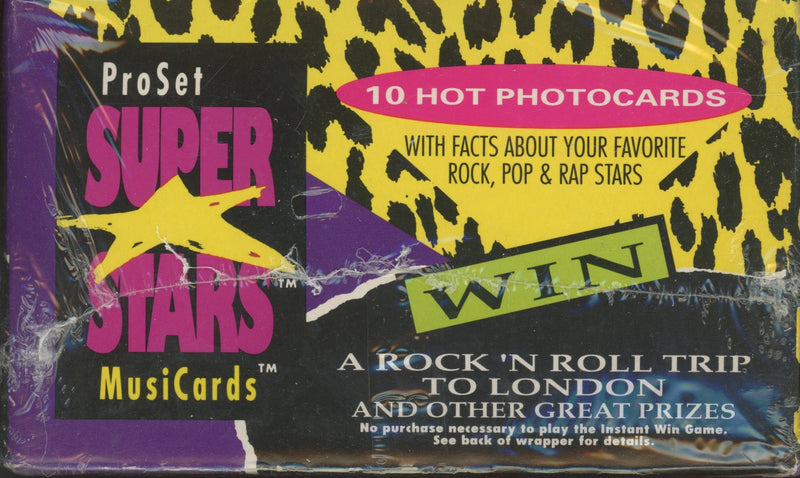 ProSet
SUPER
STARS™
MusiCards™
10 HOT PHOTOCARDS
WITH FACTS ABOUT YOUR FAVORITE
ROCK, POP & RAP STARS
WIN
A ROCK 'N ROLL TRIP
TO LONDON
AND OTHER GREAT PRIZES
No purchase necessary to play the Instant Win Game.
See back of wrapper for details.